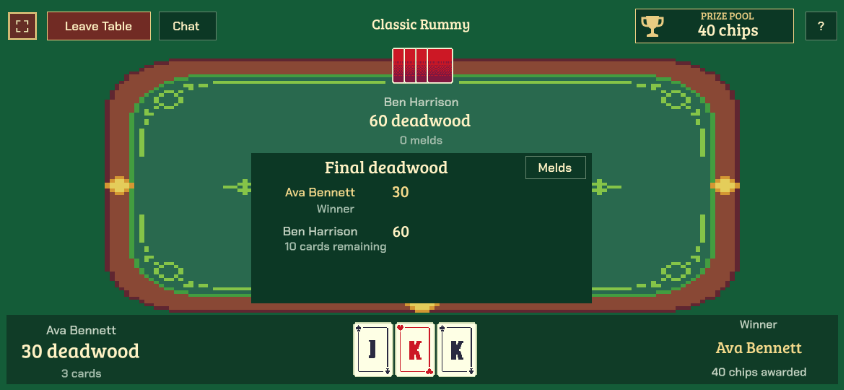 Leave Table
Chat
Classic Rummy
PRIZE POOL
40 chips
?
Ben Harrison
60 deadwood
0 melds
Final deadwood
Melds
Ava Bennett 30
Winner
Ben Harrison 60
10 cards remaining
Ava Bennett
30 deadwood
3 cards
J
K
K
Winner
Ava Bennett
40 chips awarded